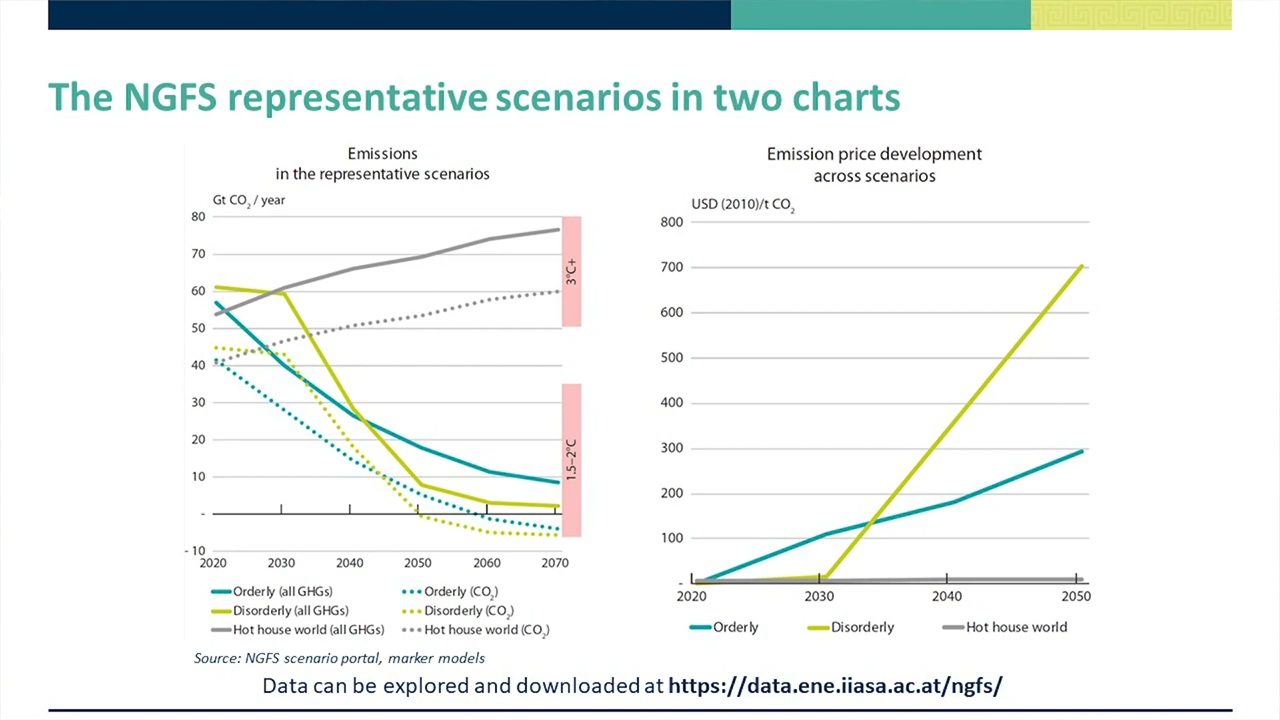 The NGFS representative scenarios in two charts
Emissions
in the representative scenarios
Gt CO2 / year
80
70
60
50
40
30
20
10
-
- 10
2020 2030 2040 2050 2060 2070
3°C+
1.5–2°C
Orderly (all GHGs) Orderly (CO2)
Disorderly (all GHGs) Disorderly (CO2)
Hot house world (all GHGs) Hot house world (CO2)
Emission price development
across scenarios
USD (2010)/t CO2
800
700
600
500
400
300
200
100
-
2020 2030 2040 2050
Orderly Disorderly Hot house world
Source: NGFS scenario portal, marker models
Data can be explored and downloaded at https://data.ene.iiasa.ac.at/ngfs/